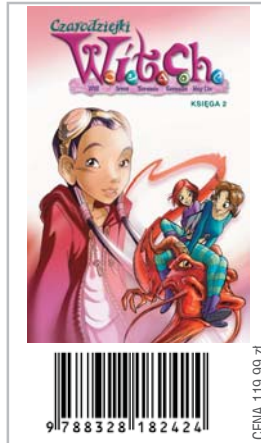 Czarodziejki
W.i.t.c.h.
Will Irma Taranee Cornelia Hay Lin
KSIĘGA 2
9 788328 182424
CENA 119,99 zł